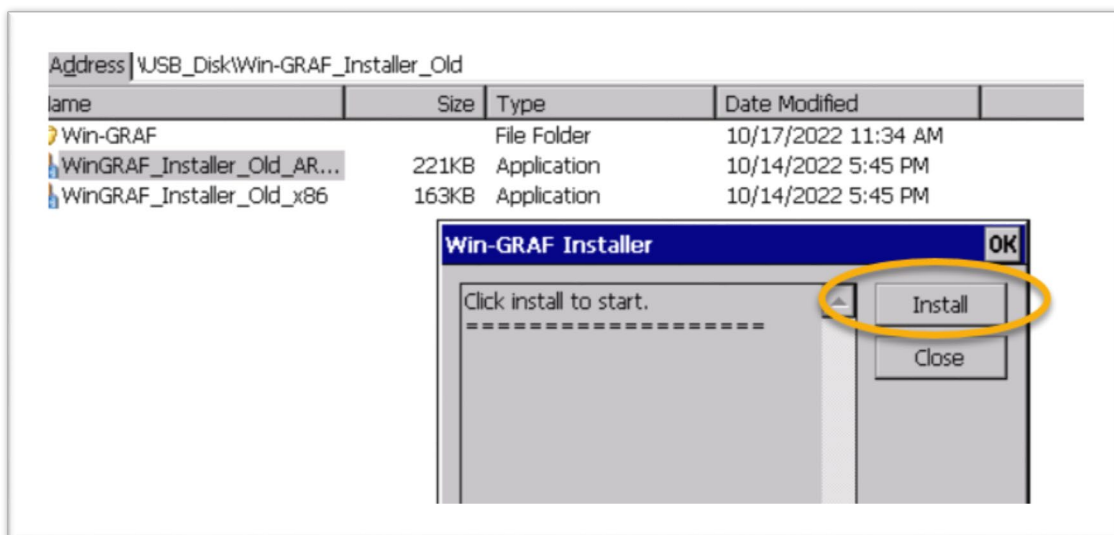 Address \USB_Disk\Win-GRAF_Installer_Old
ame Size Type Date Modified
Win-GRAF File Folder 10/17/2022 11:34 AM
WinGRAF_Installer_Old_AR... 221KB Application 10/14/2022 5:45 PM
WinGRAF_Installer_Old_x86 163KB Application 10/14/2022 5:45 PM
Win-GRAF Installer OK
Click install to start. Install
===================
Close